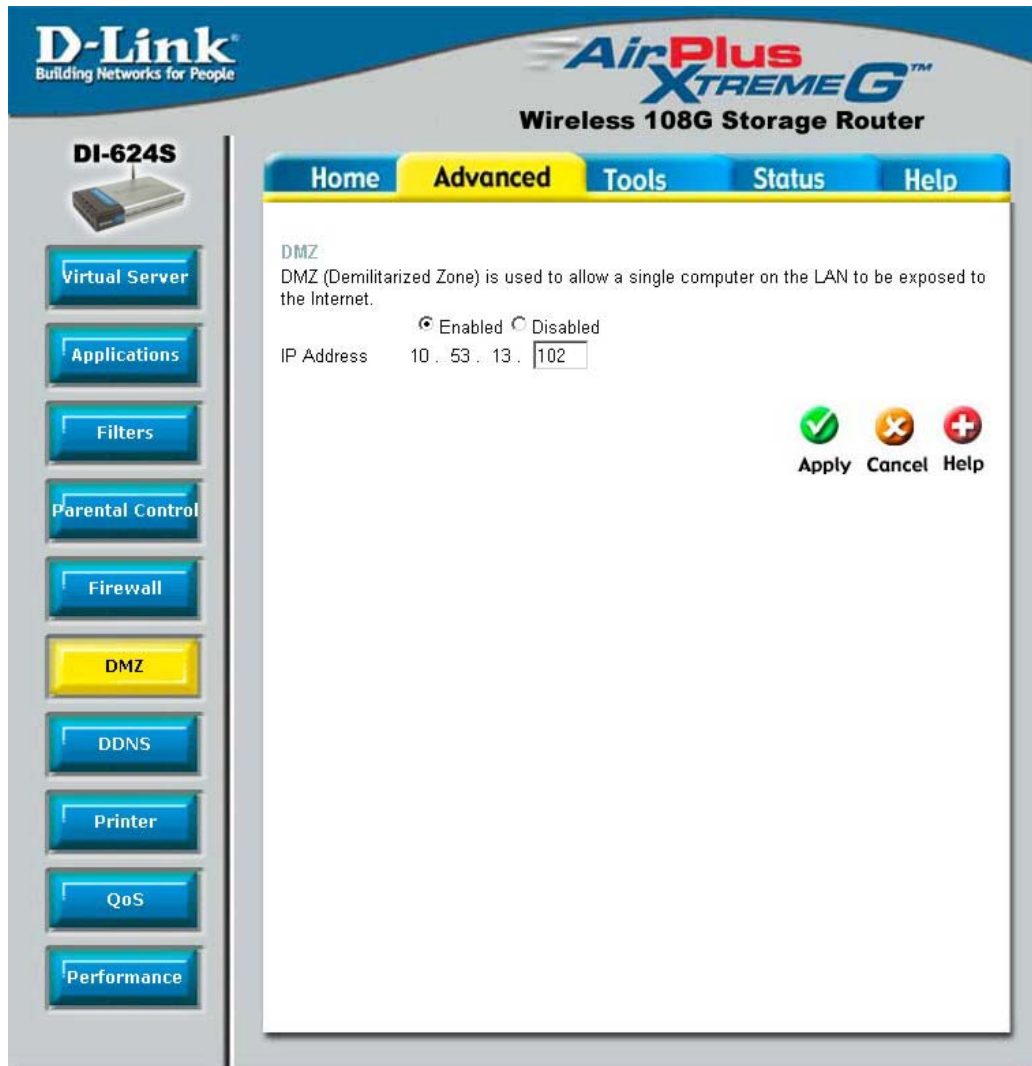 D-Link
Building Networks for People
AirPlus
XTREME G™
Wireless 108G Storage Router
DI-624S
Home Advanced Tools Status Help
Virtual Server
Applications
Filters
Parental Control
Firewall
DMZ
DDNS
Printer
QoS
Performance
DMZ
DMZ (Demilitarized Zone) is used to allow a single computer on the LAN to be exposed to
the Internet.
Enabled Disabled
IP Address 10 . 53 . 13 . 102
Apply Cancel Help